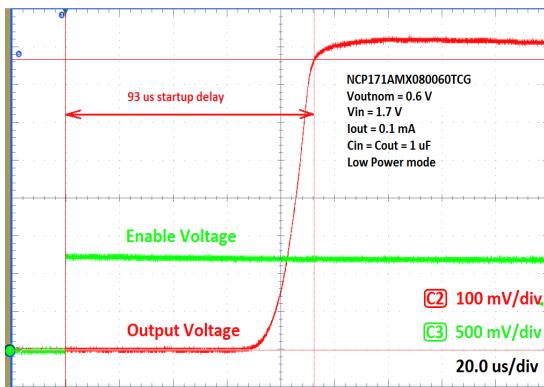 93 us startup delay
NCP171AMX080060TCG
Voutnom = 0.6 V
Vin = 1.7 V
Iout = 0.1 mA
Cin = Cout = 1 uF
Low Power mode
Enable Voltage
Output Voltage
C2 100 mV/div
C3 500 mV/div
20.0 us/div